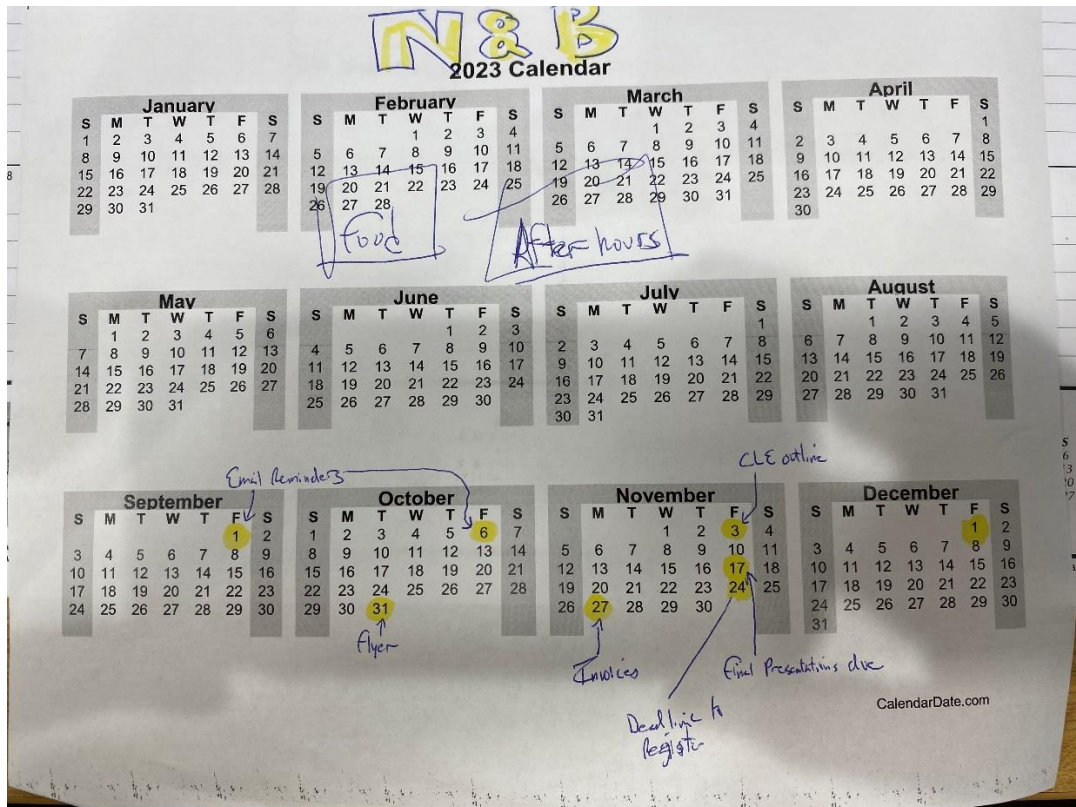 N & B
2023 Calendar
January February March April
S M T W T F S S M T W T F S S M T W T F S S M T W T F S
1 2 3 4 5 6 7 1 2 3 4 1 2 3 4 1
8 9 10 11 12 13 14 5 6 7 8 9 10 11 5 6 7 8 9 10 11 2 3 4 5 6 7 8
15 16 17 18 19 20 21 12 13 14 15 16 17 18 12 13 14 15 16 17 18 9 10 11 12 13 14 15
22 23 24 25 26 27 28 19 20 21 22 23 24 25 19 20 21 22 23 24 25 16 17 18 19 20 21 22
29 30 31 26 27 28 26 27 28 29 30 31 23 24 25 26 27 28 29
30
Food After hours
May June July August
S M T W T F S S M T W T F S S M T W T F S S M T W T F S
1 2 3 4 5 6 1 2 3 1 1 2 3 4 5
7 8 9 10 11 12 13 4 5 6 7 8 9 10 2 3 4 5 6 7 8 6 7 8 9 10 11 12
14 15 16 17 18 19 20 11 12 13 14 15 16 17 9 10 11 12 13 14 15 13 14 15 16 17 18 19
21 22 23 24 25 26 27 18 19 20 21 22 23 24 16 17 18 19 20 21 22 20 21 22 23 24 25 26
28 29 30 31 25 26 27 28 29 30 23 24 25 26 27 28 29 27 28 29 30 31
30 31
CLE outline
Email Reminders
September October November December
S M T W T F S S M T W T F S S M T W T F S S M T W T F S
1 2 1 2 3 4 5 6 7 1 2 3 4 1 2
3 4 5 6 7 8 9 8 9 10 11 12 13 14 5 6 7 8 9 10 11 3 4 5 6 7 8 9
10 11 12 13 14 15 16 15 16 17 18 19 20 21 12 13 14 15 16 17 18 10 11 12 13 14 15 16
17 18 19 20 21 22 23 22 23 24 25 26 27 28 19 20 21 22 23 24 25 17 18 19 20 21 22 23
24 25 26 27 28 29 30 29 30 31 26 27 28 29 30 24 25 26 27 28 29 30
31
Flyer
Invoices
Final Presentations due
Deadline to
Register
CalendarDate.com